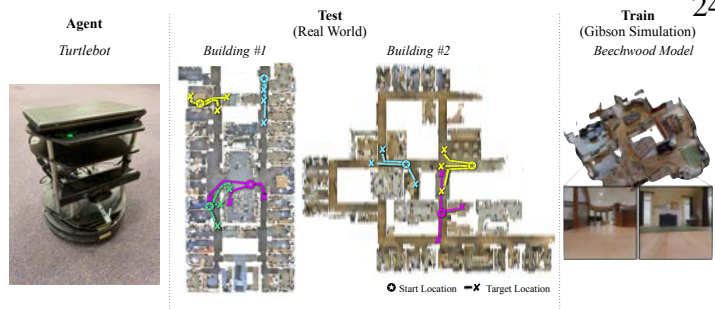 24
Agent
Turtlebot
Test
(Real World)
Building #1
Building #2
Train
(Gibson Simulation)
Beechwood Model
Start Location
Target Location